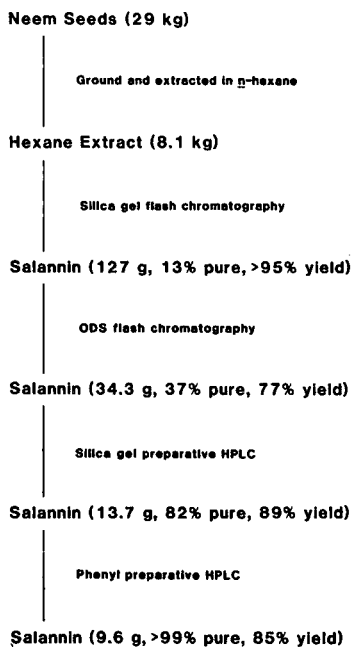 Neem Seeds (29 kg)
Ground and extracted in n-hexane
Hexane Extract (8.1 kg)
Silica gel flash chromatography
Salannin (127 g, 13% pure, >95% yield)
ODS flash chromatography
Salannin (34.3 g, 37% pure, 77% yield)
Silica gel preparative HPLC
Salannin (13.7 g, 82% pure, 89% yield)
Phenyl preparative HPLC
Salannin (9.6 g, >99% pure, 85% yield)